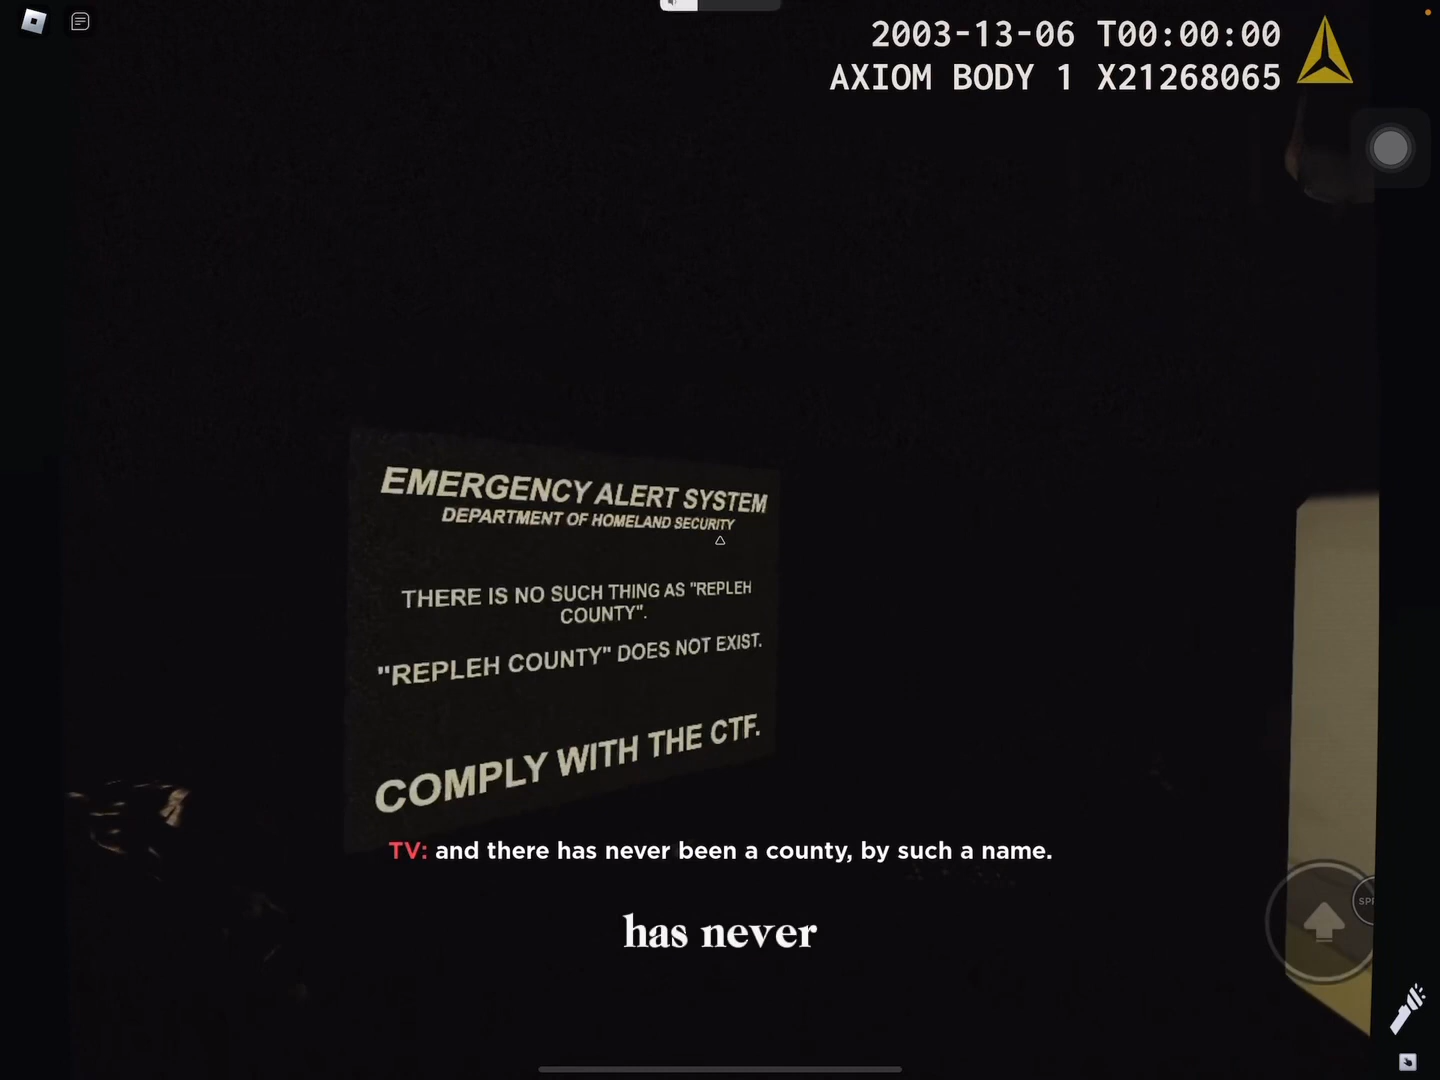 2003-13-06 T00:00:00
AXIOM BODY 1 X21268065
EMERGENCY ALERT SYSTEM
DEPARTMENT OF HOMELAND SECURITY
THERE IS NO SUCH THING AS "REPLEH
COUNTY".
"REPLEH COUNTY" DOES NOT EXIST.
COMPLY WITH THE CTF.
TV: and there has never been a county, by such a name.
has never